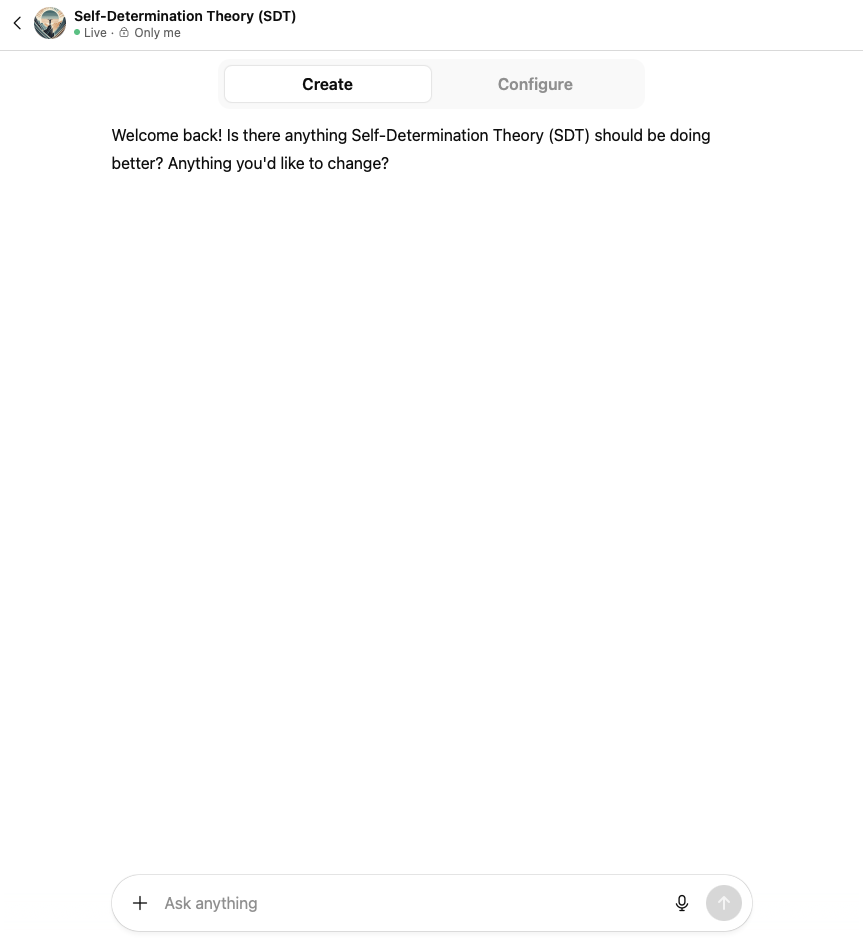 Self-Determination Theory (SDT)
Live · Only me
Create
Configure
Welcome back! Is there anything Self-Determination Theory (SDT) should be doing
better? Anything you'd like to change?
Ask anything